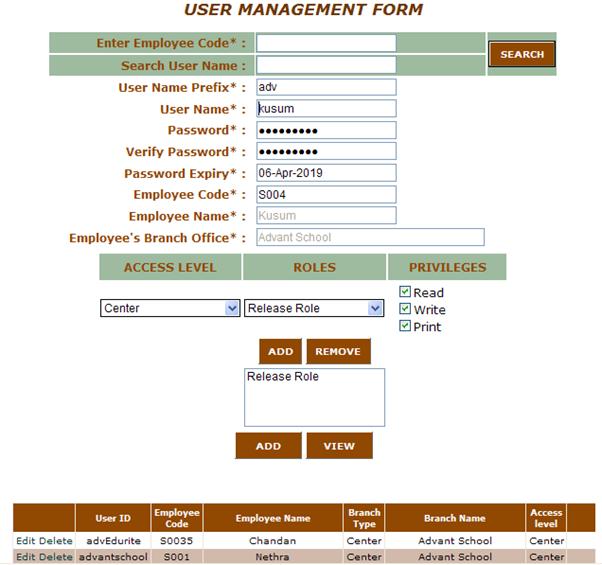 USER MANAGEMENT FORM
Enter Employee Code* :
SEARCH
Search User Name :
User Name Prefix* : adv
User Name* : kusum
Password* : ●●●●●●●●●
Verify Password* : ●●●●●●●●●
Password Expiry* : 06-Apr-2019
Employee Code* : S004
Employee Name* : Kusum
Employee's Branch Office* : Advant School
ACCESS LEVEL ROLES PRIVILEGES
Center Release Role
Read
Write
Print
ADD REMOVE
Release Role
ADD VIEW
User ID Employee Code Employee Name Branch Type Branch Name Access level
Edit Delete advEdurite S0035 Chandan Center Advant School Center
Edit Delete advantschool S001 Nethra Center Advant School Center